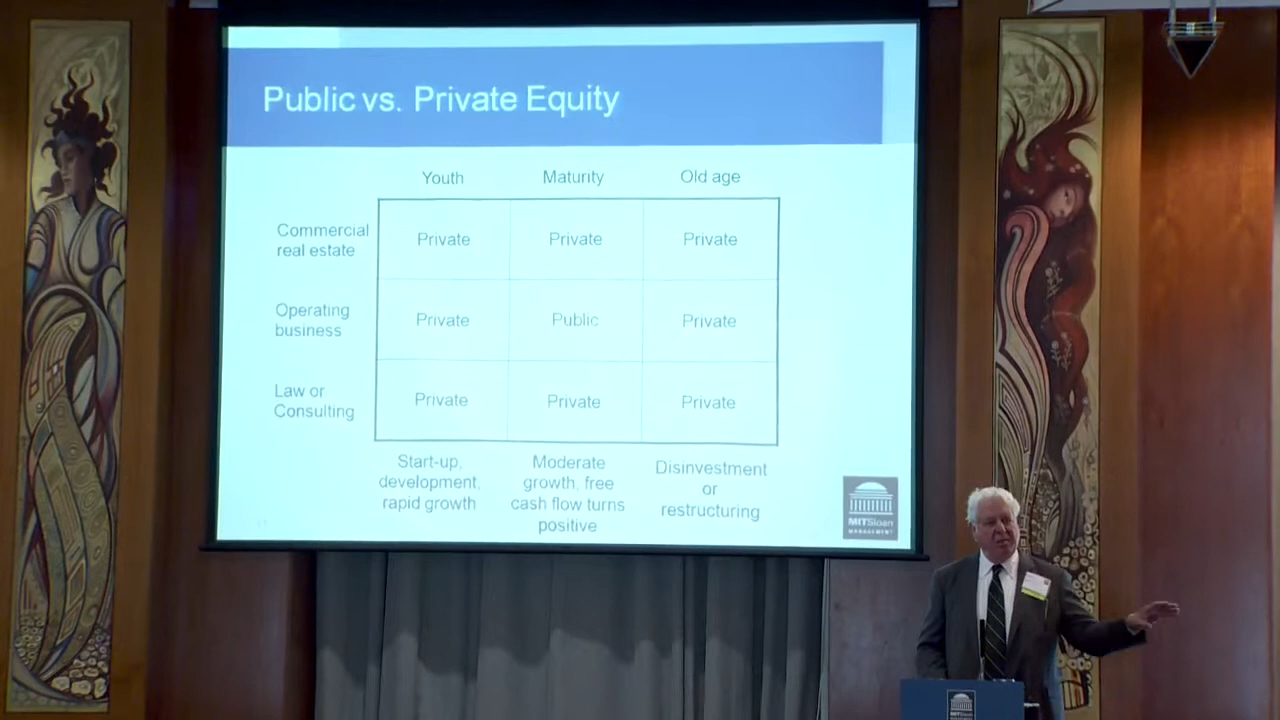 Public vs. Private Equity
Youth Maturity Old age
Commercial
real estate
Private Private Private
Operating
business
Private Public Private
Law or
Consulting
Private Private Private
Start-up,
development,
rapid growth
Moderate
growth, free
cash flow turns
positive
Disinvestment
or
restructuring
MITSloan
MANAGEMENT